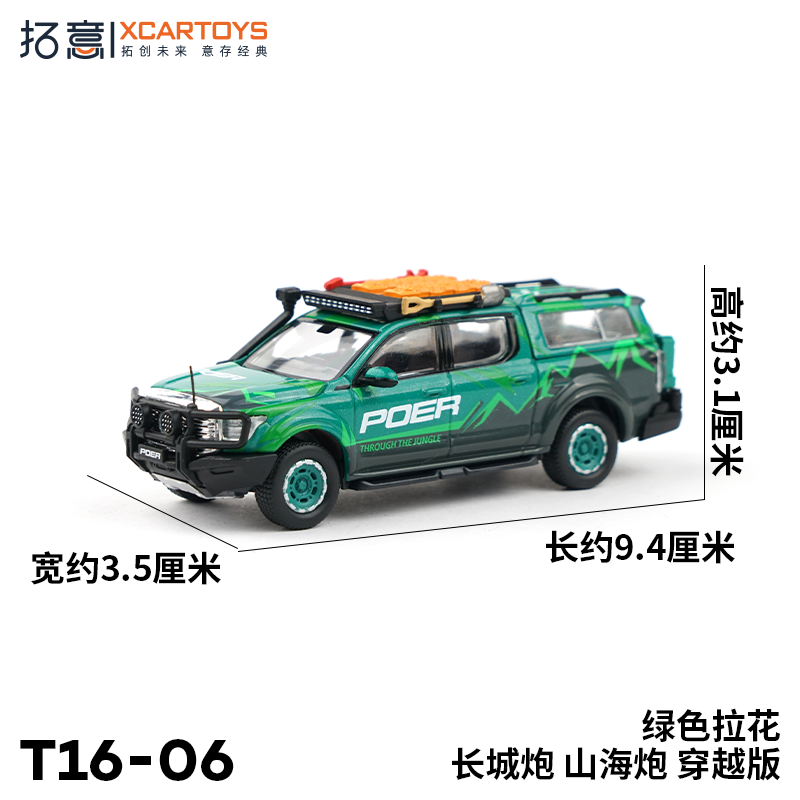 拓意 XCARTOYS
拓创未来 意存经典
POER
POER
THROUGH THE JUNGLE
POER
高约3.1厘米
宽约3.5厘米
长约9.4厘米
绿色拉花
T16-06
长城炮 山海炮 穿越版